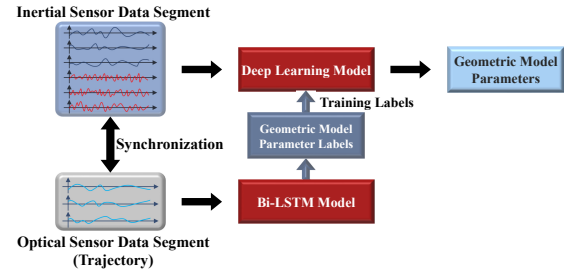 Inertial Sensor Data Segment
Deep Learning Model
Geometric Model
Parameters
Training Labels
Synchronization
Geometric Model
Parameter Labels
Bi-LSTM Model
Optical Sensor Data Segment
(Trajectory)